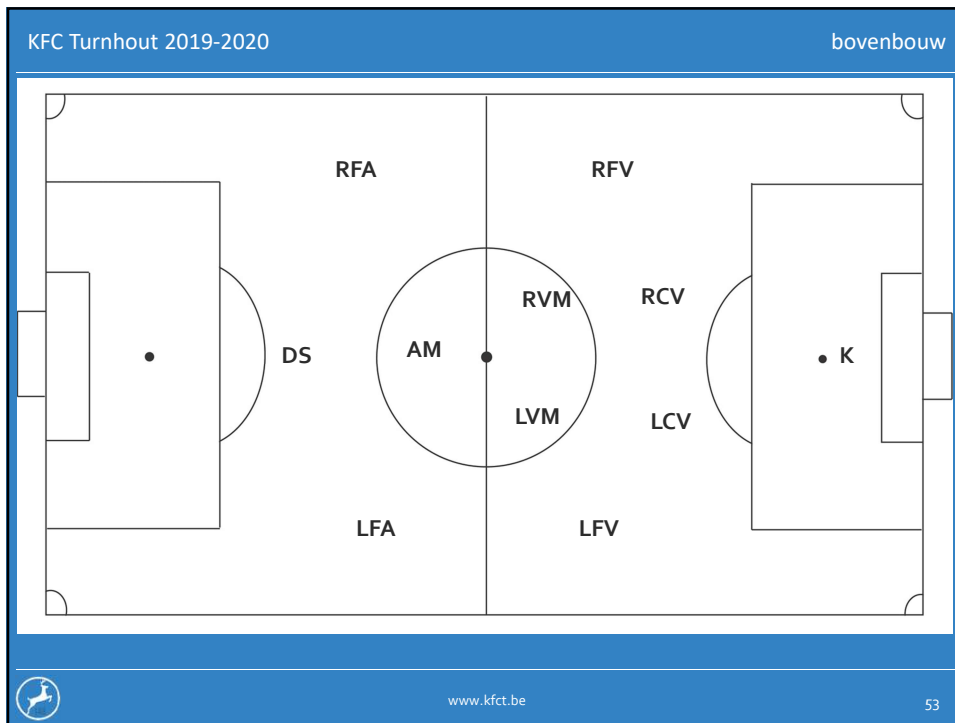 KFC Turnhout 2019-2020 bovenbouw
RFA RFV
RVM RCV
DS AM K
LVM LCV
LFA LFV
www.kfct.be 53